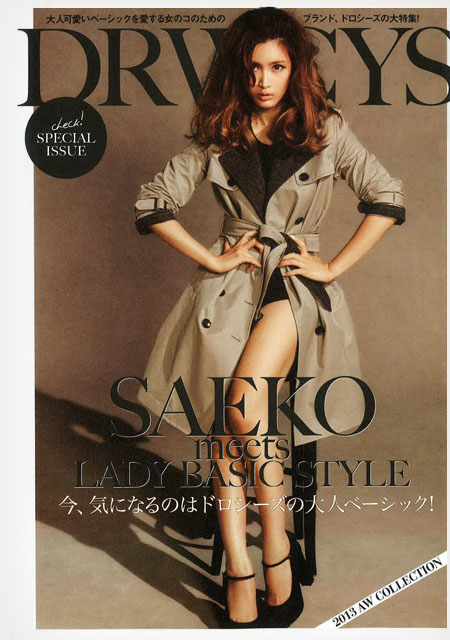 大人可愛いベーシックを愛する女のコのための ブランド、ドロシーズの大特集!
DRWCYS
check!
SPECIAL
ISSUE
SAEKO
meets
LADY BASIC STYLE
今、気になるのはドロシーズの大人ベーシック!
2013 AW COLLECTION